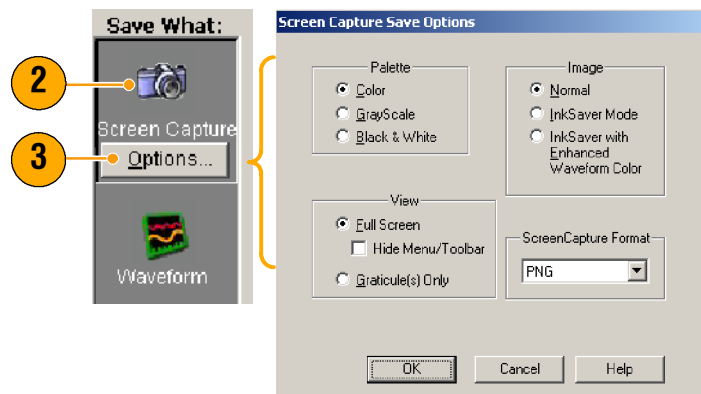 Save What:
2
Screen Capture
3
Options...
Waveform
Screen Capture Save Options
Palette
Color
GrayScale
Black & White
Image
Normal
InkSaver Mode
InkSaver with
Enhanced
Waveform Color
View
Full Screen
Hide Menu/Toolbar
Graticule(s) Only
ScreenCapture Format
PNG
OK
Cancel
Help